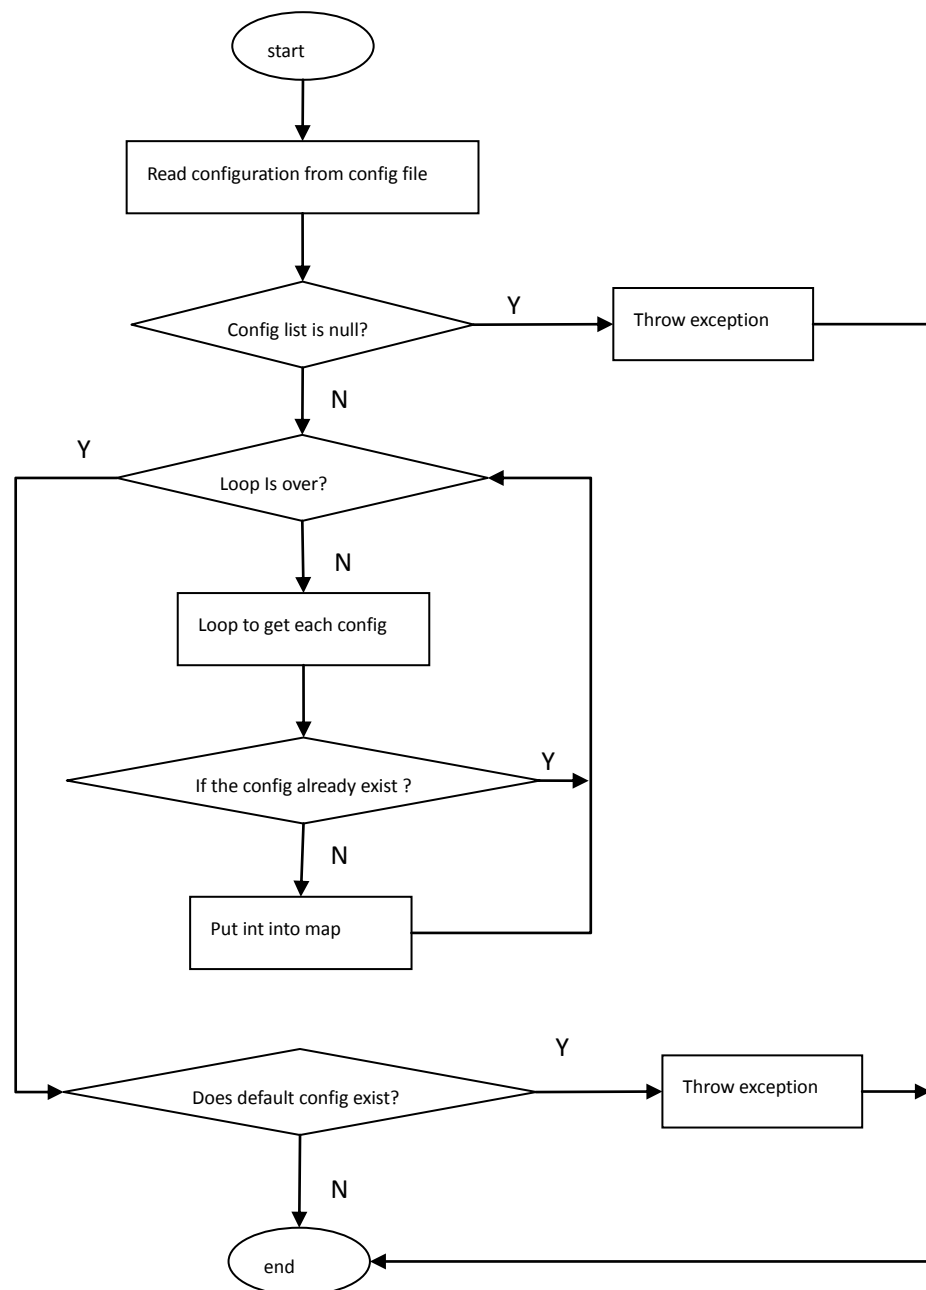 start
Read configuration from config file
Config list is null?
Y
Throw exception
N
Y
Loop Is over?
N
Loop to get each config
If the config already exist ?
Y
N
Put int into map
Does default config exist?
Y
Throw exception
N
end